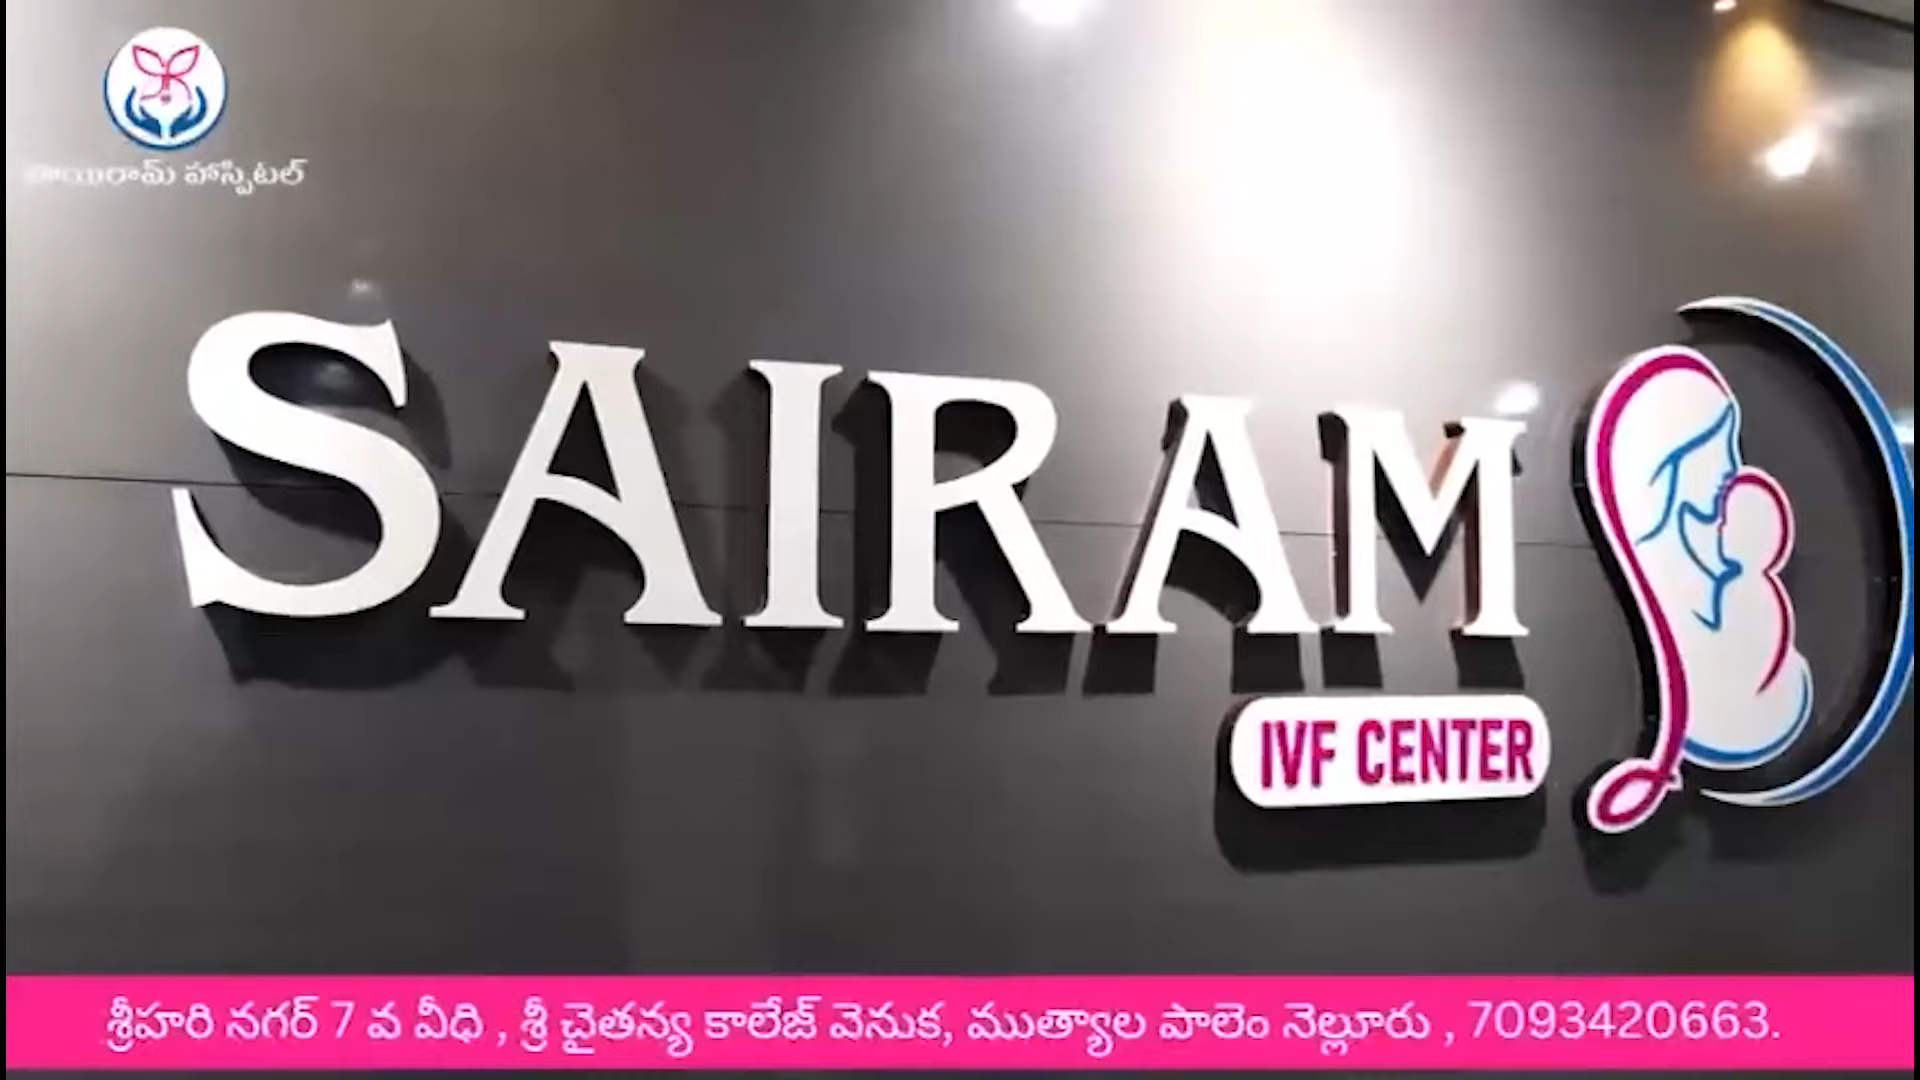 సాయిరామ్ హాస్పిటల్
SAIRAM
IVF CENTER
శ్రీహరి నగర్ 7 వ వీధి , శ్రీ చైతన్య కాలేజ్ వెనుక, ముత్యాల పాలెం నెల్లూరు , 7093420663.